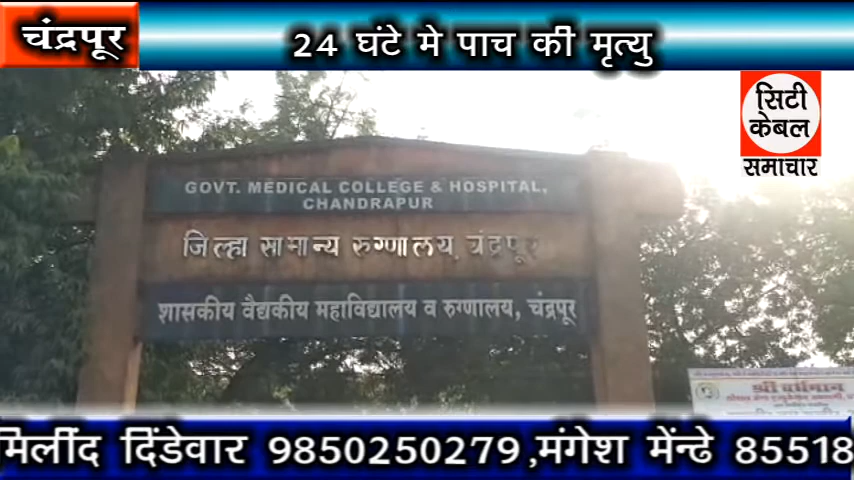 चंद्रपूर
24 घंटे मे पाच की मृत्यु
सिटी
केबल
समाचार
GOVT. MEDICAL COLLEGE & HOSPITAL,
CHANDRAPUR
जिल्हा सामान्य रुग्णालय, चंद्रपूर
शासकीय वैद्यकीय महाविद्यालय व रुग्णालय, चंद्रपूर
श्री वर्धमान
मिलींद दिंडेवार 9850250279,मंगेश मेंन्ढे 85518